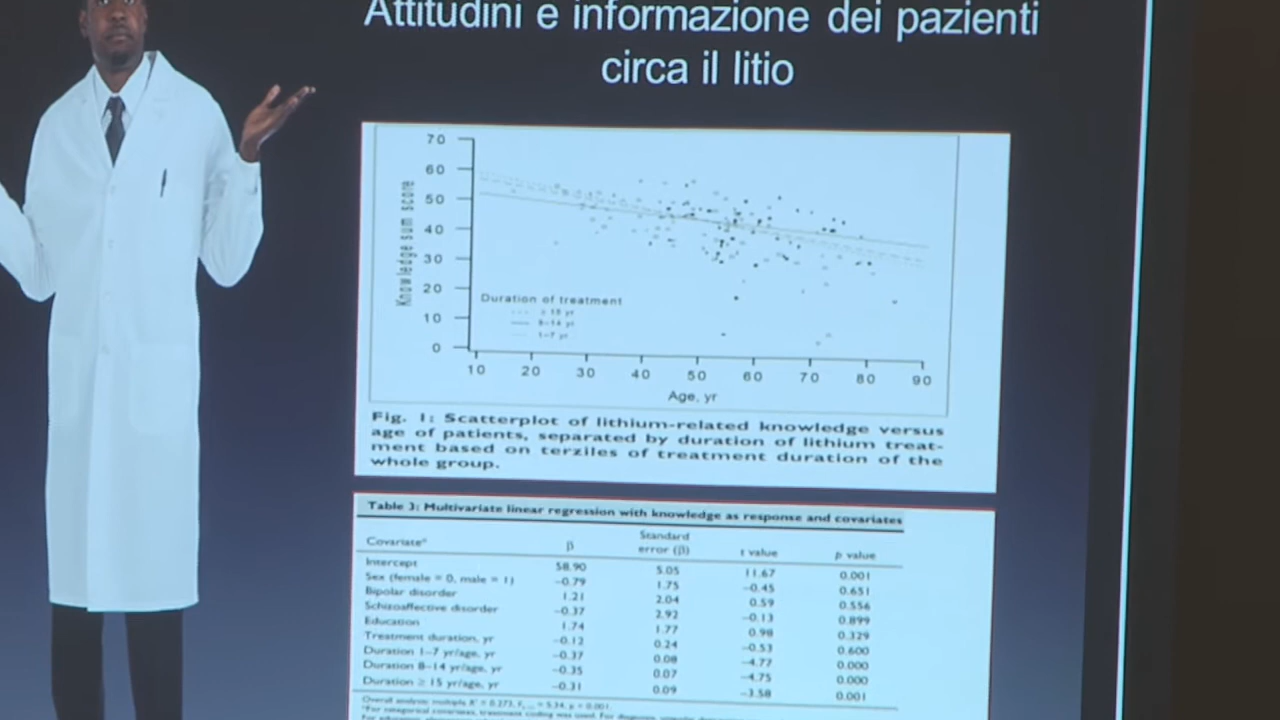 Attitudini e informazione dei pazienti
circa il litio
70
60
50
40
30
20
10
0
Knowledge sum score
Duration of treatment
8-14 yr
1-7 yr
10 20 30 40 50 60 70 80 90
Age, yr
Fig. 1: Scatterplot of lithium-related knowledge versus
age of patients, separated by duration of lithium treat-
ment based on terziles of treatment duration of the
whole group.
Table 3: Multivariate linear regression with knowledge as response and covariates
Covariate* β Standard error (β) t value p value
Intercept 58.90 5.05 11.67 0.001
Sex (female = 0, male = 1) -0.79 1.75 -0.45 0.651
Bipolar disorder 1.21 2.04 0.59 0.556
Schizoaffective disorder -0.37 2.92 -0.13 0.899
Education 1.74 1.77 0.98 0.329
Treatment duration, yr -0.12 0.24 -0.53 0.600
Duration 1-7 yr/age, yr -0.37 0.08 -4.77 0.000
Duration 8-14 yr/age, yr -0.35 0.07 -4.75 0.000
Duration ≥ 15 yr/age, yr -0.31 0.09 -3.58 0.001